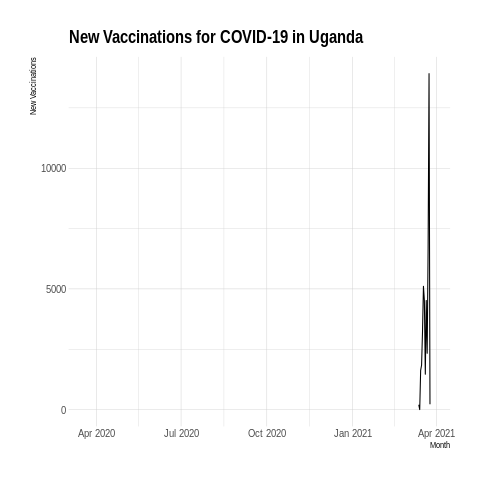 New Vaccinations for COVID-19 in Uganda
New Vaccinations
10000
5000
0
Apr 2020 Jul 2020 Oct 2020 Jan 2021 Apr 2021
Month